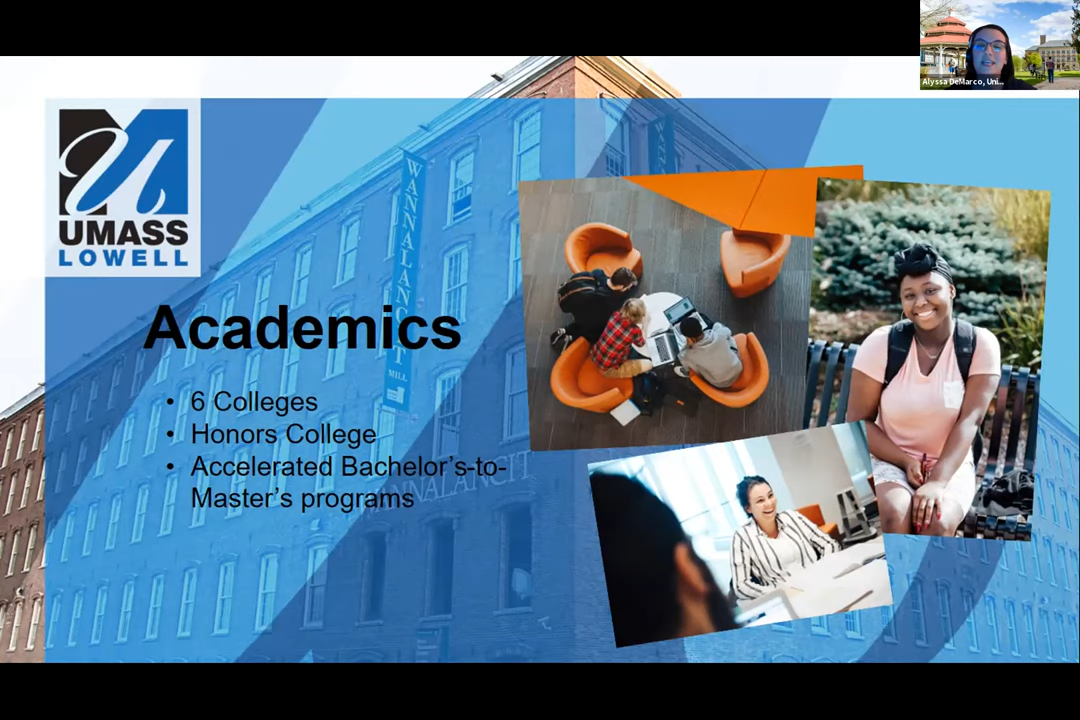 Alyssa DeMarco, Uni...
UMASS
LOWELL
WANNALANCIT
MILL
Academics
• 6 Colleges
• Honors College
• Accelerated Bachelor’s-to-
Master’s programs